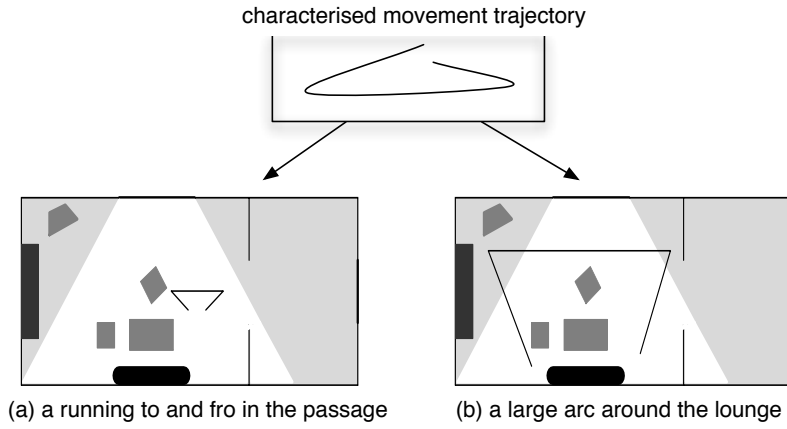 characterised movement trajectory
(a) a running to and fro in the passage
(b) a large arc around the lounge